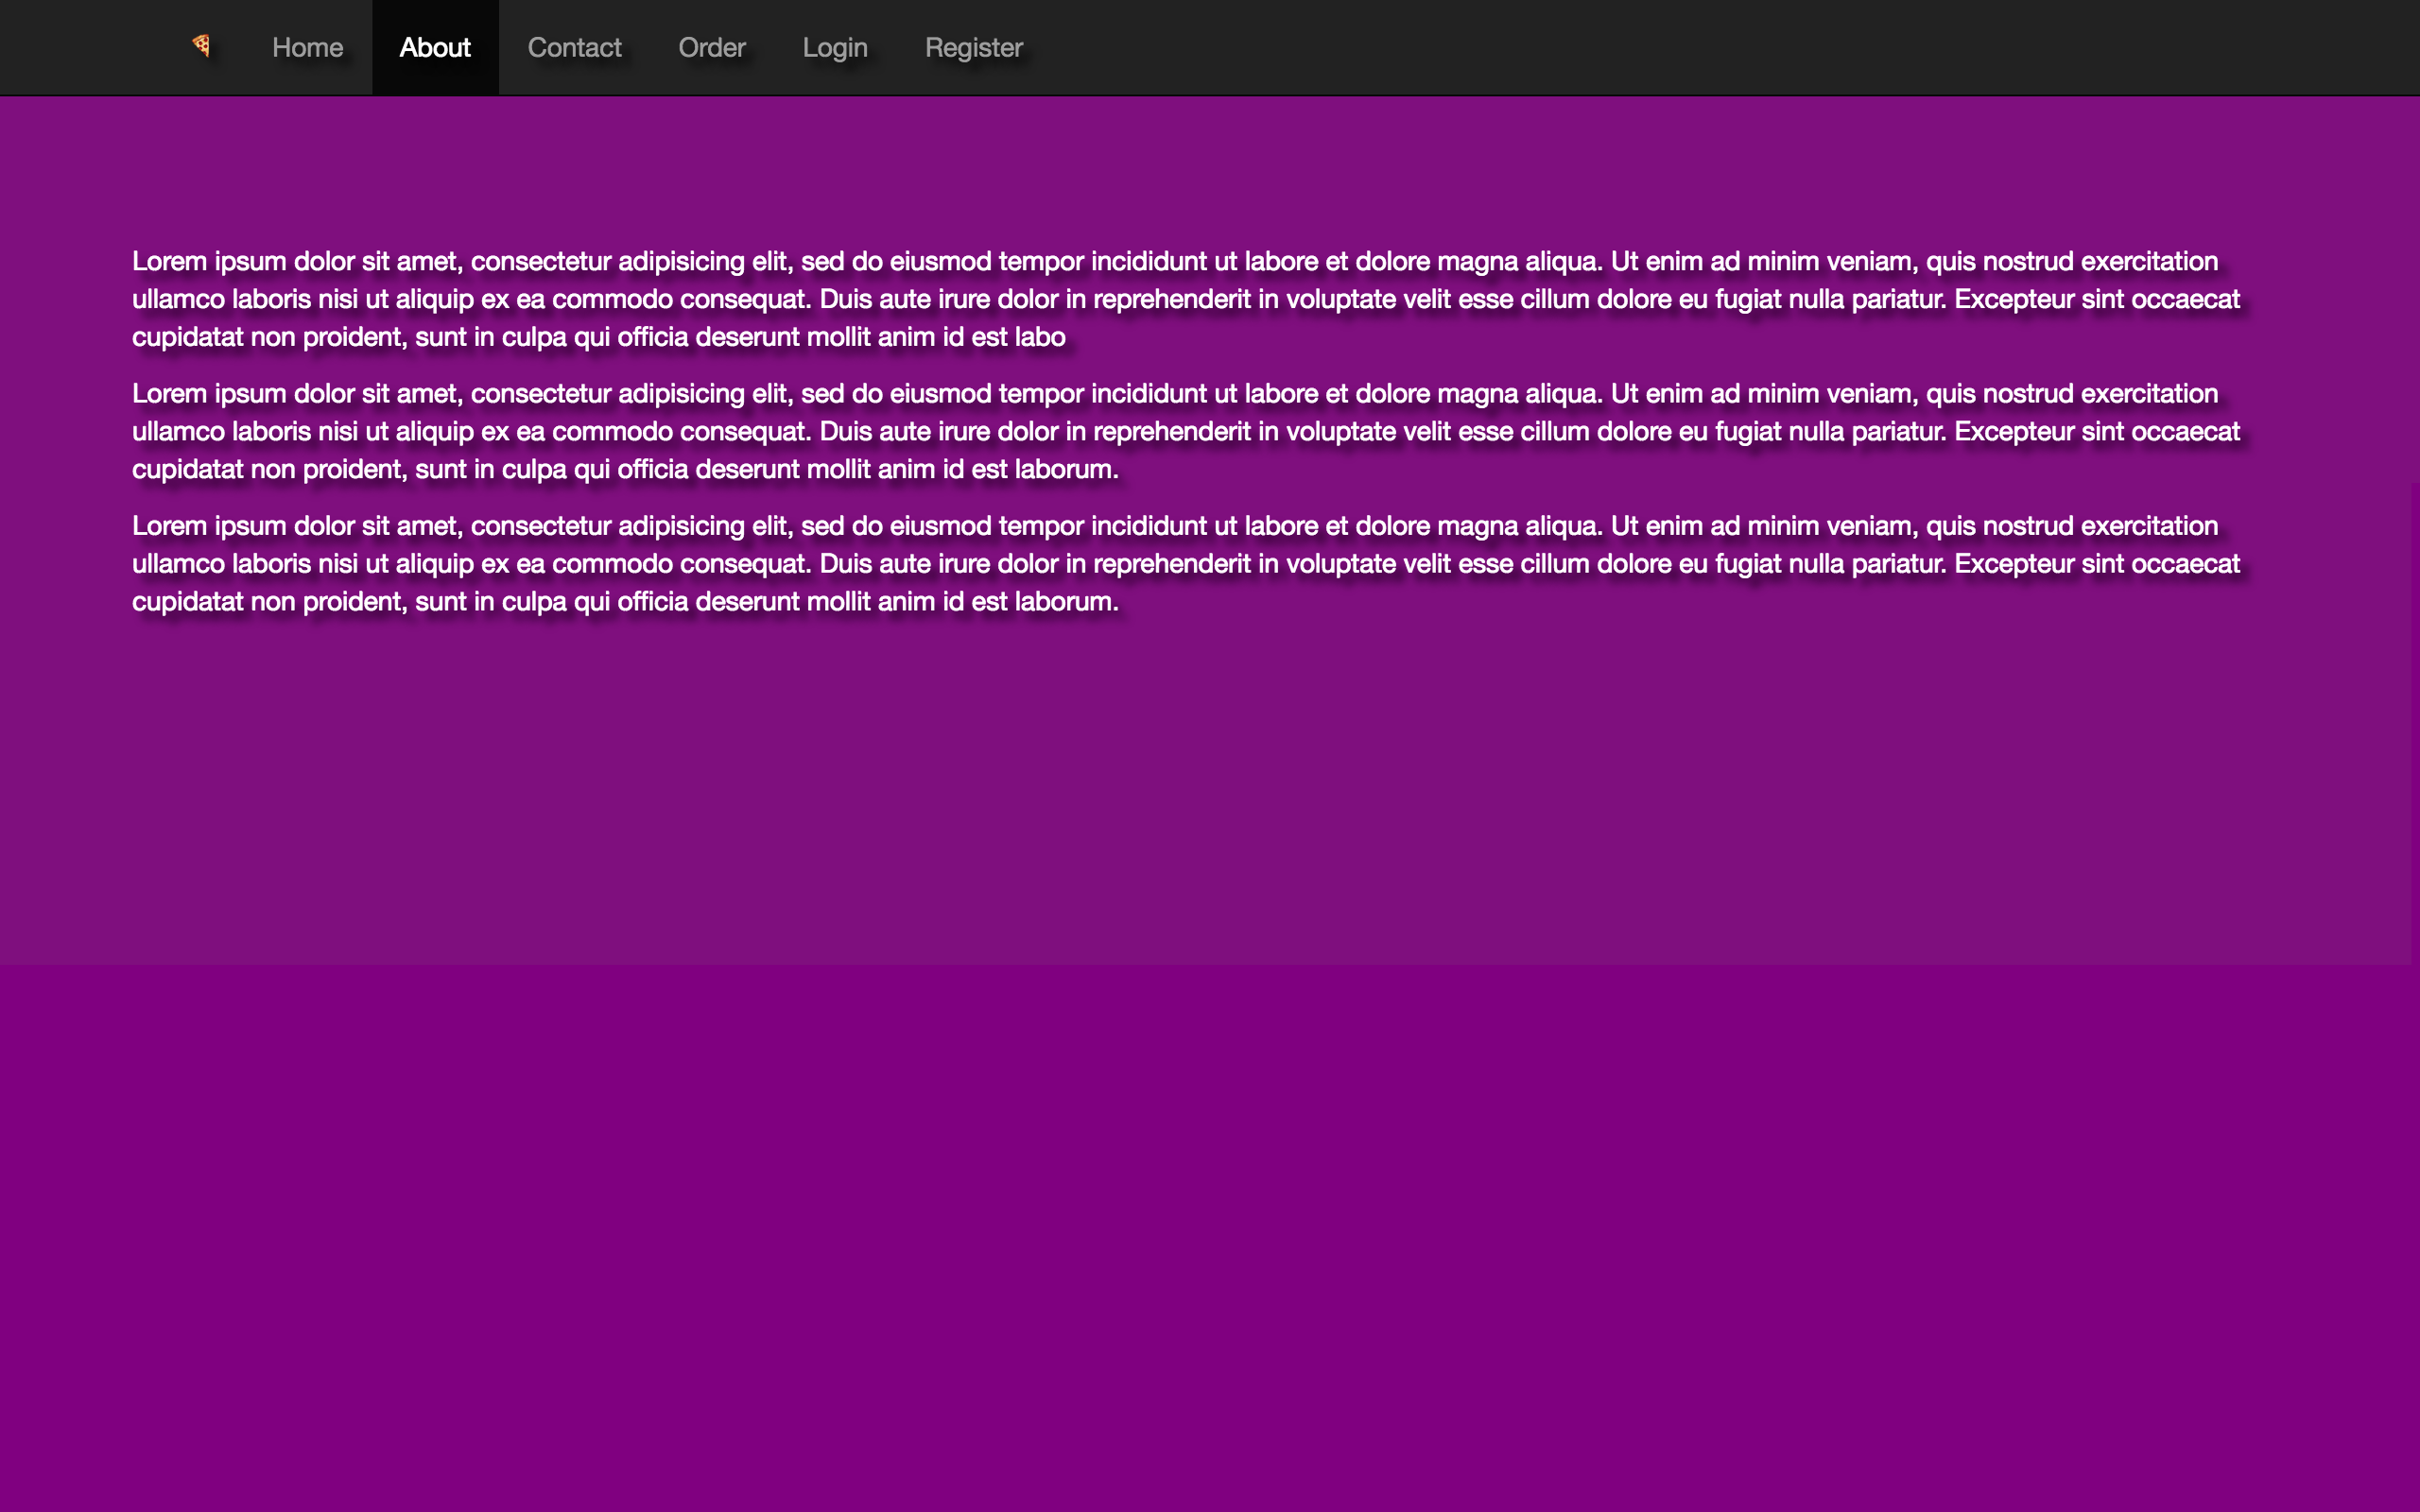 🍕 Home About Contact Order Login Register
Lorem ipsum dolor sit amet, consectetur adipisicing elit, sed do eiusmod tempor incididunt ut labore et dolore magna aliqua. Ut enim ad minim veniam, quis nostrud exercitation
ullamco laboris nisi ut aliquip ex ea commodo consequat. Duis aute irure dolor in reprehenderit in voluptate velit esse cillum dolore eu fugiat nulla pariatur. Excepteur sint occaecat
cupidatat non proident, sunt in culpa qui officia deserunt mollit anim id est labo
Lorem ipsum dolor sit amet, consectetur adipisicing elit, sed do eiusmod tempor incididunt ut labore et dolore magna aliqua. Ut enim ad minim veniam, quis nostrud exercitation
ullamco laboris nisi ut aliquip ex ea commodo consequat. Duis aute irure dolor in reprehenderit in voluptate velit esse cillum dolore eu fugiat nulla pariatur. Excepteur sint occaecat
cupidatat non proident, sunt in culpa qui officia deserunt mollit anim id est laborum.
Lorem ipsum dolor sit amet, consectetur adipisicing elit, sed do eiusmod tempor incididunt ut labore et dolore magna aliqua. Ut enim ad minim veniam, quis nostrud exercitation
ullamco laboris nisi ut aliquip ex ea commodo consequat. Duis aute irure dolor in reprehenderit in voluptate velit esse cillum dolore eu fugiat nulla pariatur. Excepteur sint occaecat
cupidatat non proident, sunt in culpa qui officia deserunt mollit anim id est laborum.